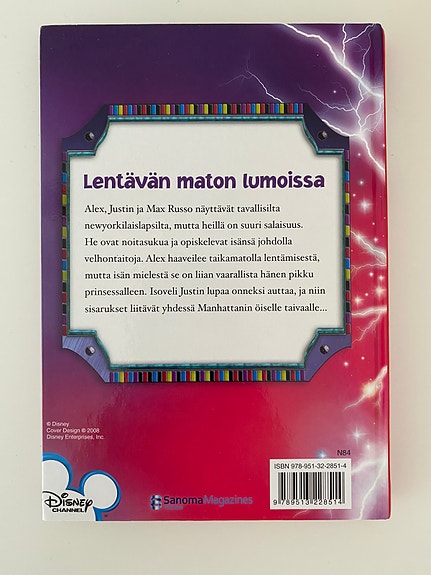 Lentävän maton lumoissa
Alex, Justin ja Max Russo näyttävät tavallisilta
newyorkilaislapsilta, mutta heillä on suuri salaisuus.
He ovat noitasukua ja opiskelevat isänsä johdolla
velhontaitoja. Alex haaveilee taikamatolla lentämisestä,
mutta isän mielestä se on liian vaarallista hänen pikku
prinsessalleen. Isoveli Justin lupaa onneksi auttaa, ja niin
sisarukset liitävät yhdessä Manhattanin öiselle taivaalle...
© Disney
Cover Design © 2008
Disney Enterprises, Inc.
N84
ISBN 978-951-32-2851-4
Disney
CHANNEL
SanomaMagazines
9 789513 228514